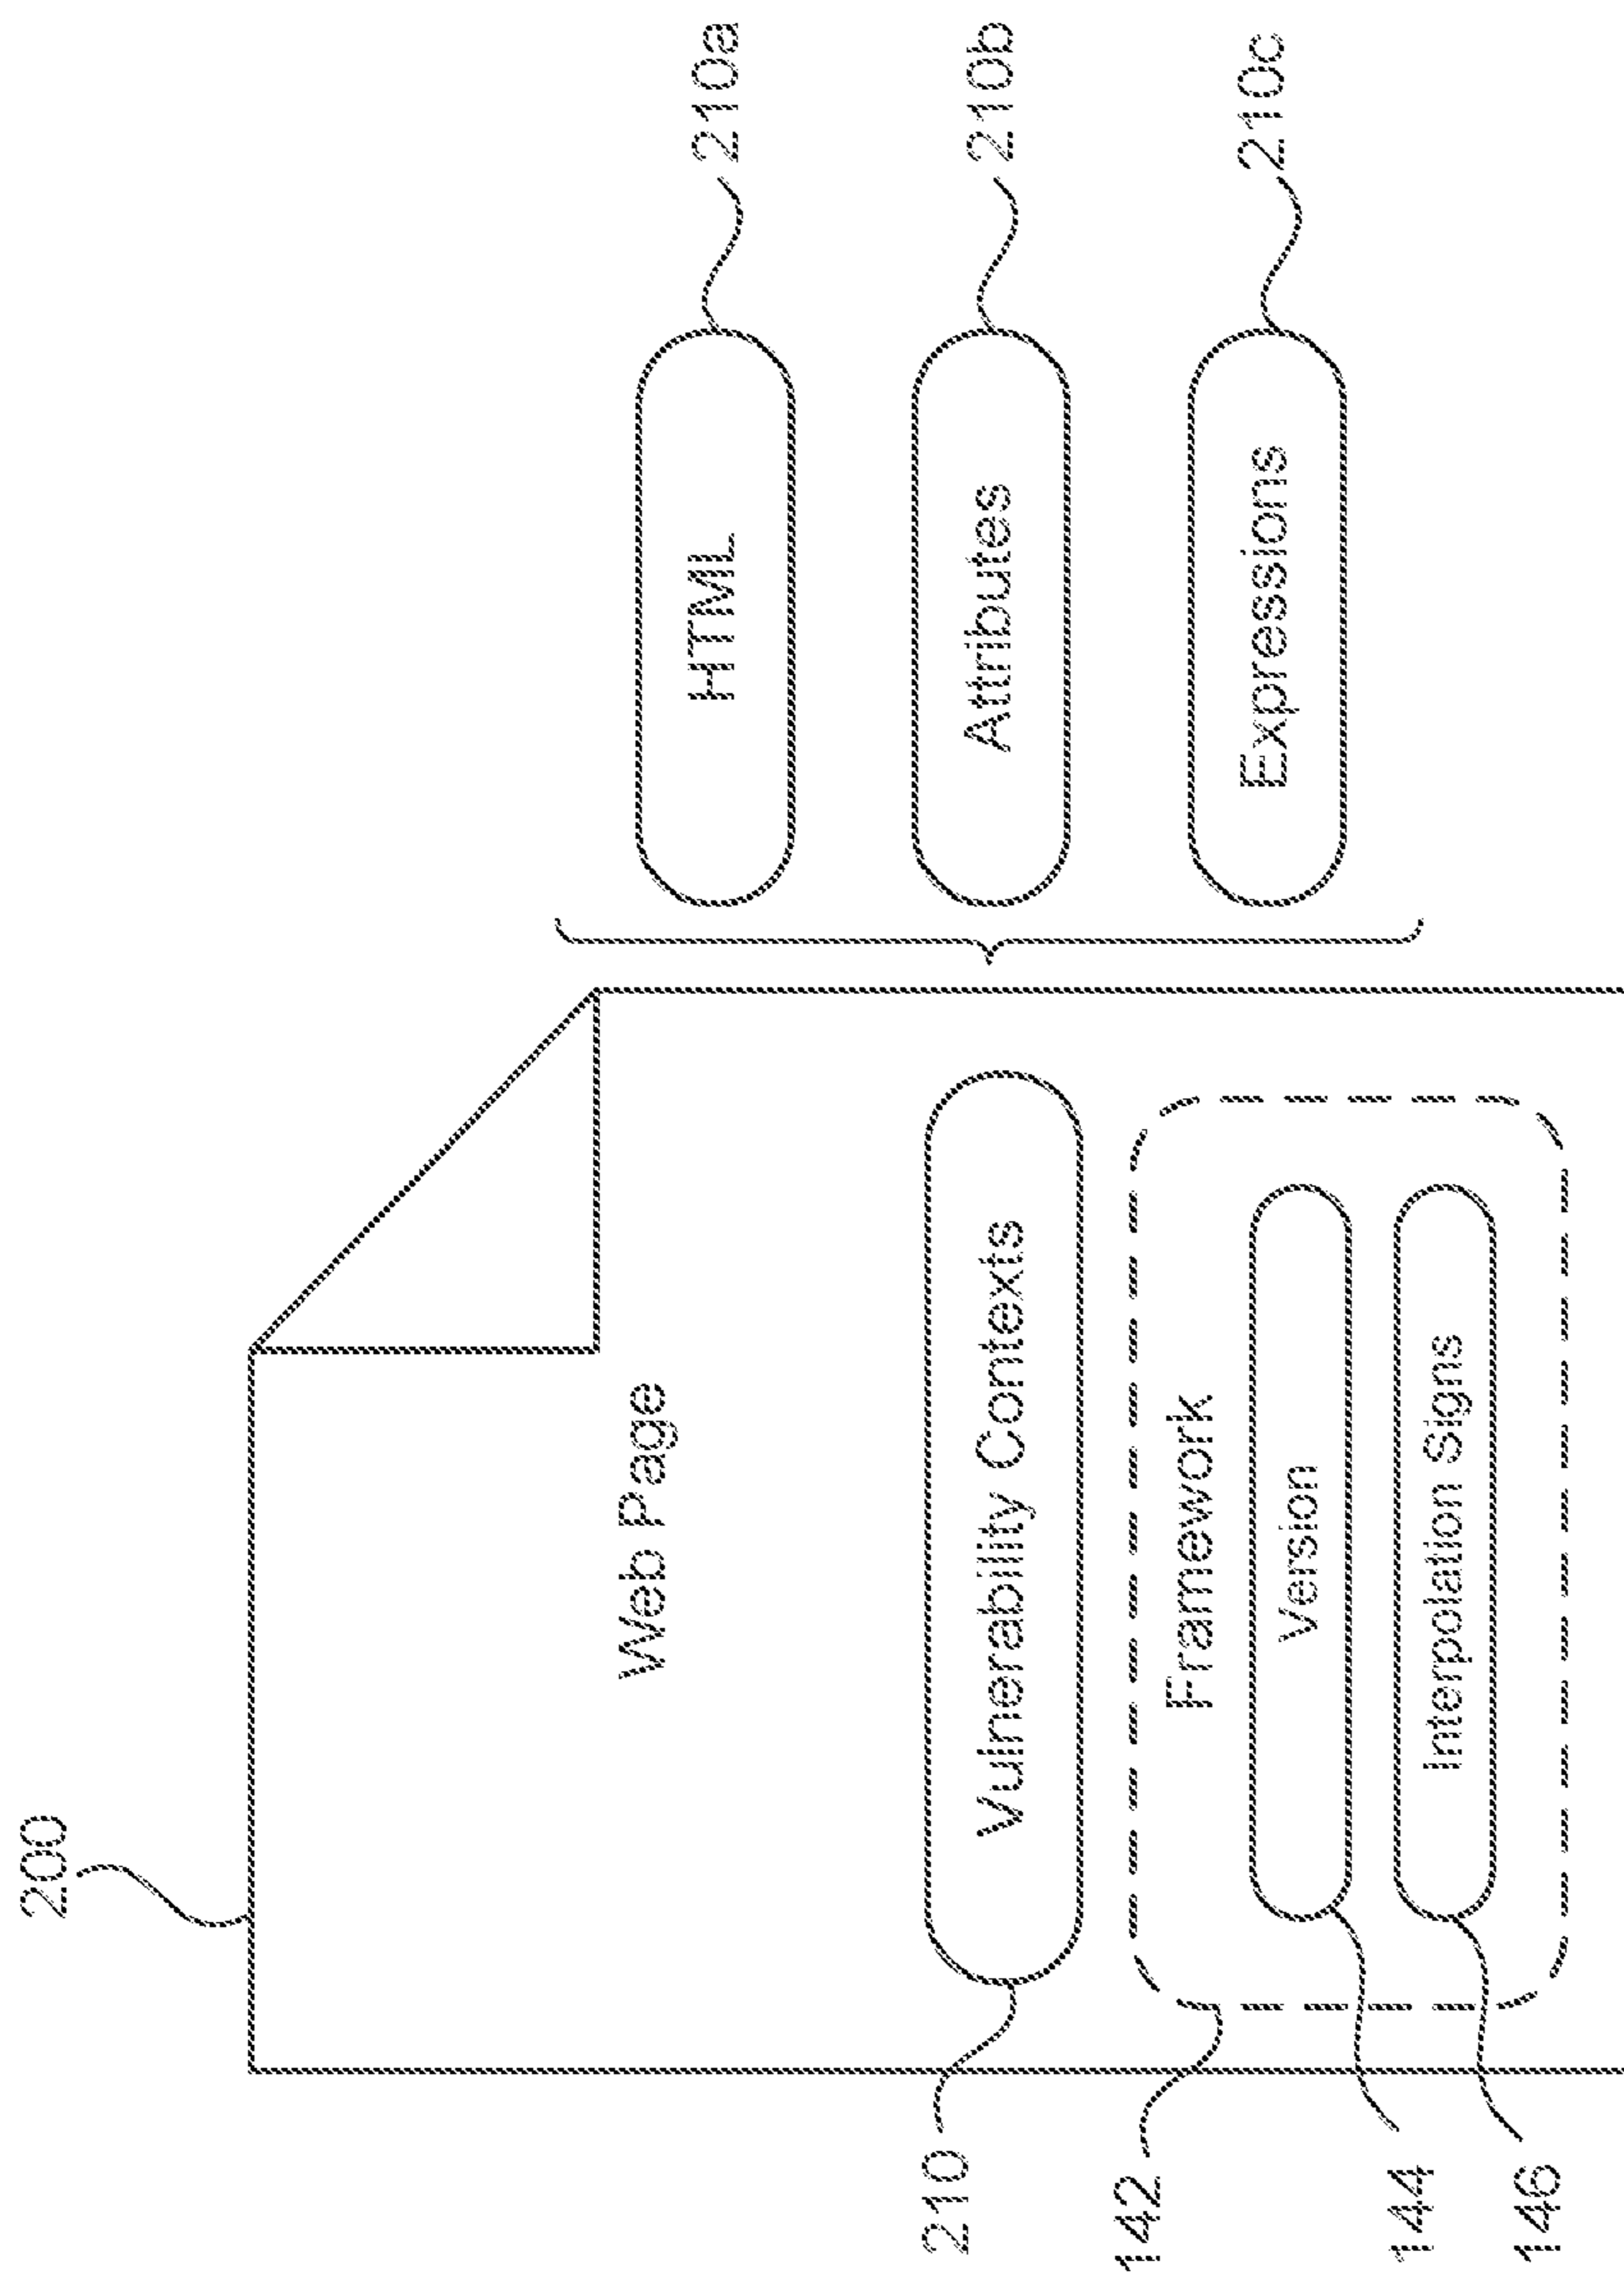 200
Web Page
210
Vulnerability Contexts
142
Framework
144
Version
146
Interpolation Signs
HTML
210a
Attributes
210b
Expressions
210c